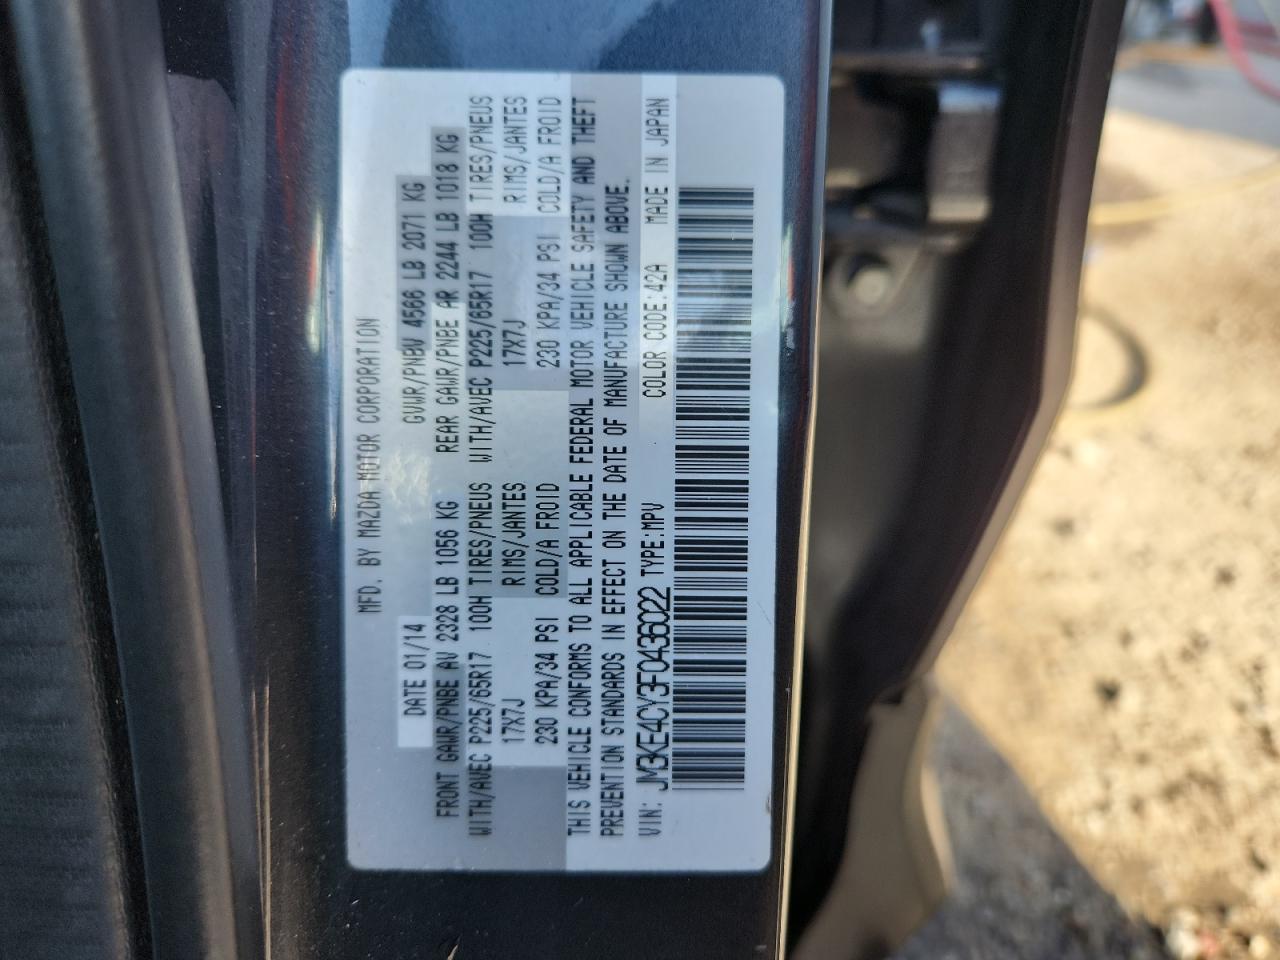 MFD. BY MAZDA MOTOR CORPORATION
DATE 01/14 GVWR/PNBV 4566 LB 2071 KG
FRONT GAWR/PNBE AV 2328 LB 1056 KG REAR GAWR/PNBE AR 2244 LB 1018 KG
WITH/AVEC P225/65R17 100H TIRES/PNEUS WITH/AVEC P225/65R17 100H TIRES/PNEUS
17X7J RIMS/JANTES 17X7J RIMS/JANTES
230 KPA/34 PSI COLD/A FROID 230 KPA/34 PSI COLD/A FROID
THIS VEHICLE CONFORMS TO ALL APPLICABLE FEDERAL MOTOR VEHICLE SAFETY AND THEFT
PREVENTION STANDARDS IN EFFECT ON THE DATE OF MANUFACTURE SHOWN ABOVE.
VIN: JM3KE4CY3F0436022 TYPE:MPV COLOR CODE:42A MADE IN JAPAN